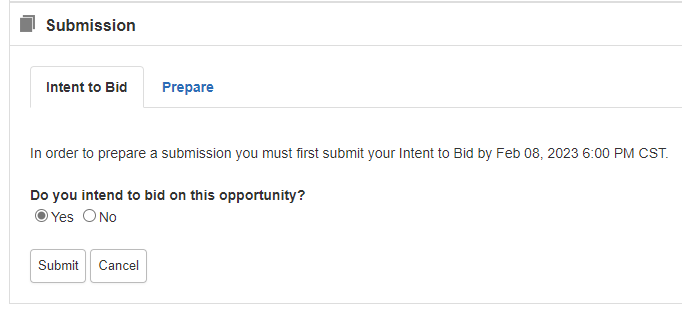 Submission
Intent to Bid Prepare
In order to prepare a submission you must first submit your Intent to Bid by Feb 08, 2023 6:00 PM CST.
Do you intend to bid on this opportunity?
Yes No
Submit Cancel